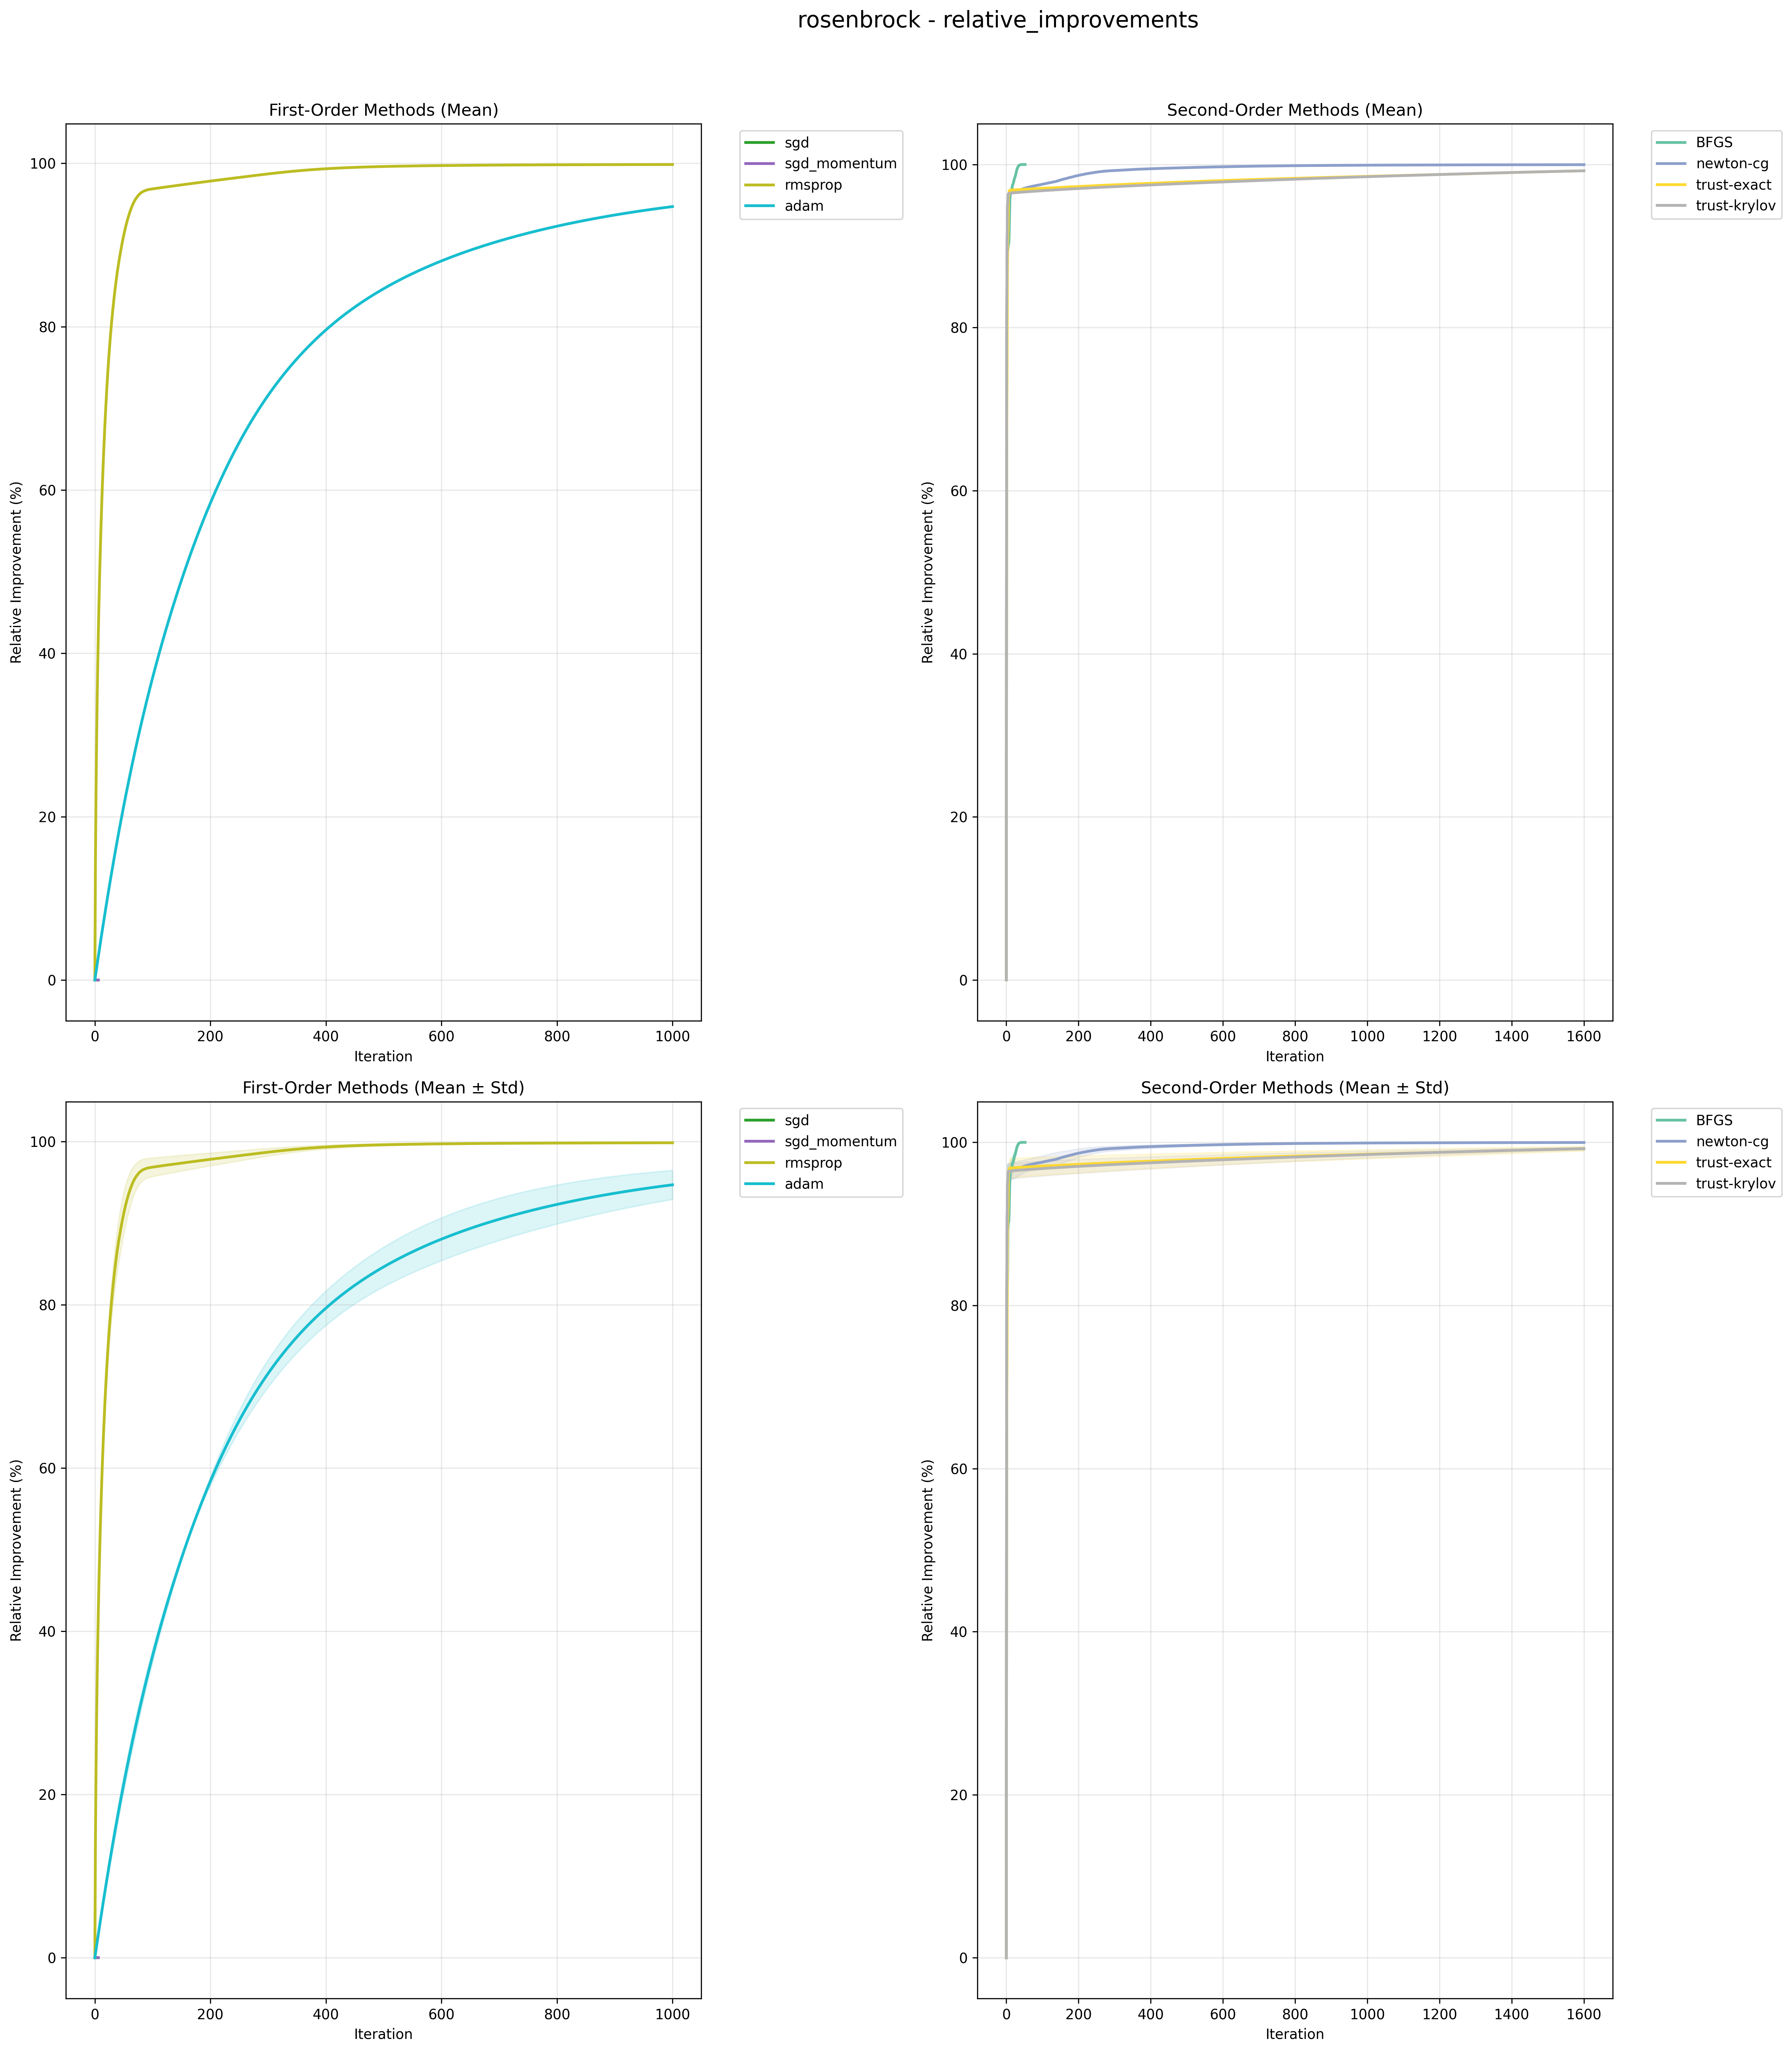 rosenbrock - relative_improvements
First-Order Methods (Mean)
100
80
60
40
20
0
Relative Improvement (%)
0 200 400 600 800 1000
Iteration
sgd
sgd_momentum
rmsprop
adam
Second-Order Methods (Mean)
100
80
60
40
20
0
Relative Improvement (%)
0 200 400 600 800 1000 1200 1400 1600
Iteration
BFGS
newton-cg
trust-exact
trust-krylov
First-Order Methods (Mean ± Std)
100
80
60
40
20
0
Relative Improvement (%)
0 200 400 600 800 1000
Iteration
sgd
sgd_momentum
rmsprop
adam
Second-Order Methods (Mean ± Std)
100
80
60
40
20
0
Relative Improvement (%)
0 200 400 600 800 1000 1200 1400 1600
Iteration
BFGS
newton-cg
trust-exact
trust-krylov